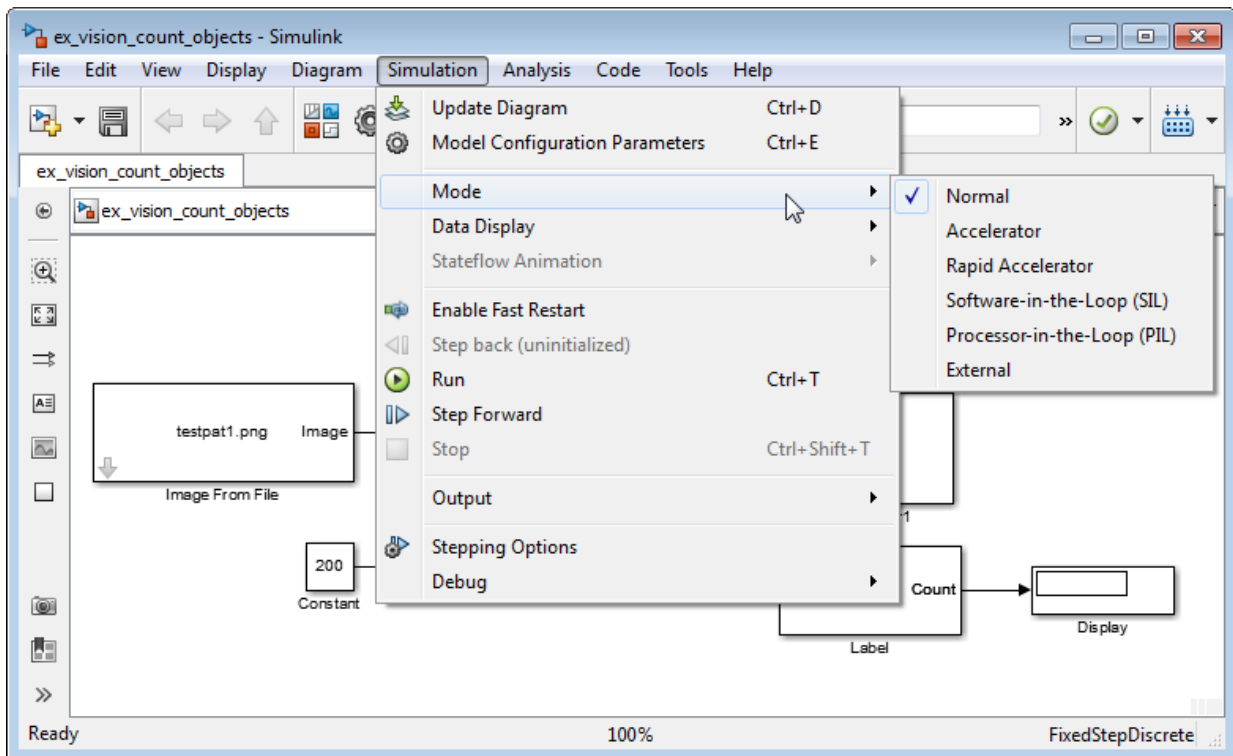 ex_vision_count_objects - Simulink
File Edit View Display Diagram Simulation Analysis Code Tools Help
Update Diagram Ctrl+D
Model Configuration Parameters Ctrl+E
ex_vision_count_objects
ex_vision_count_objects
Mode
Data Display
Stateflow Animation
Enable Fast Restart
Step back (uninitialized)
Run Ctrl+T
Step Forward
Stop Ctrl+Shift+T
Output
Stepping Options
Debug
Normal
Accelerator
Rapid Accelerator
Software-in-the-Loop (SIL)
Processor-in-the-Loop (PIL)
External
testpat1.png Image
Image From File
200
Constant
Count
Label
Display
Ready 100% FixedStepDiscrete